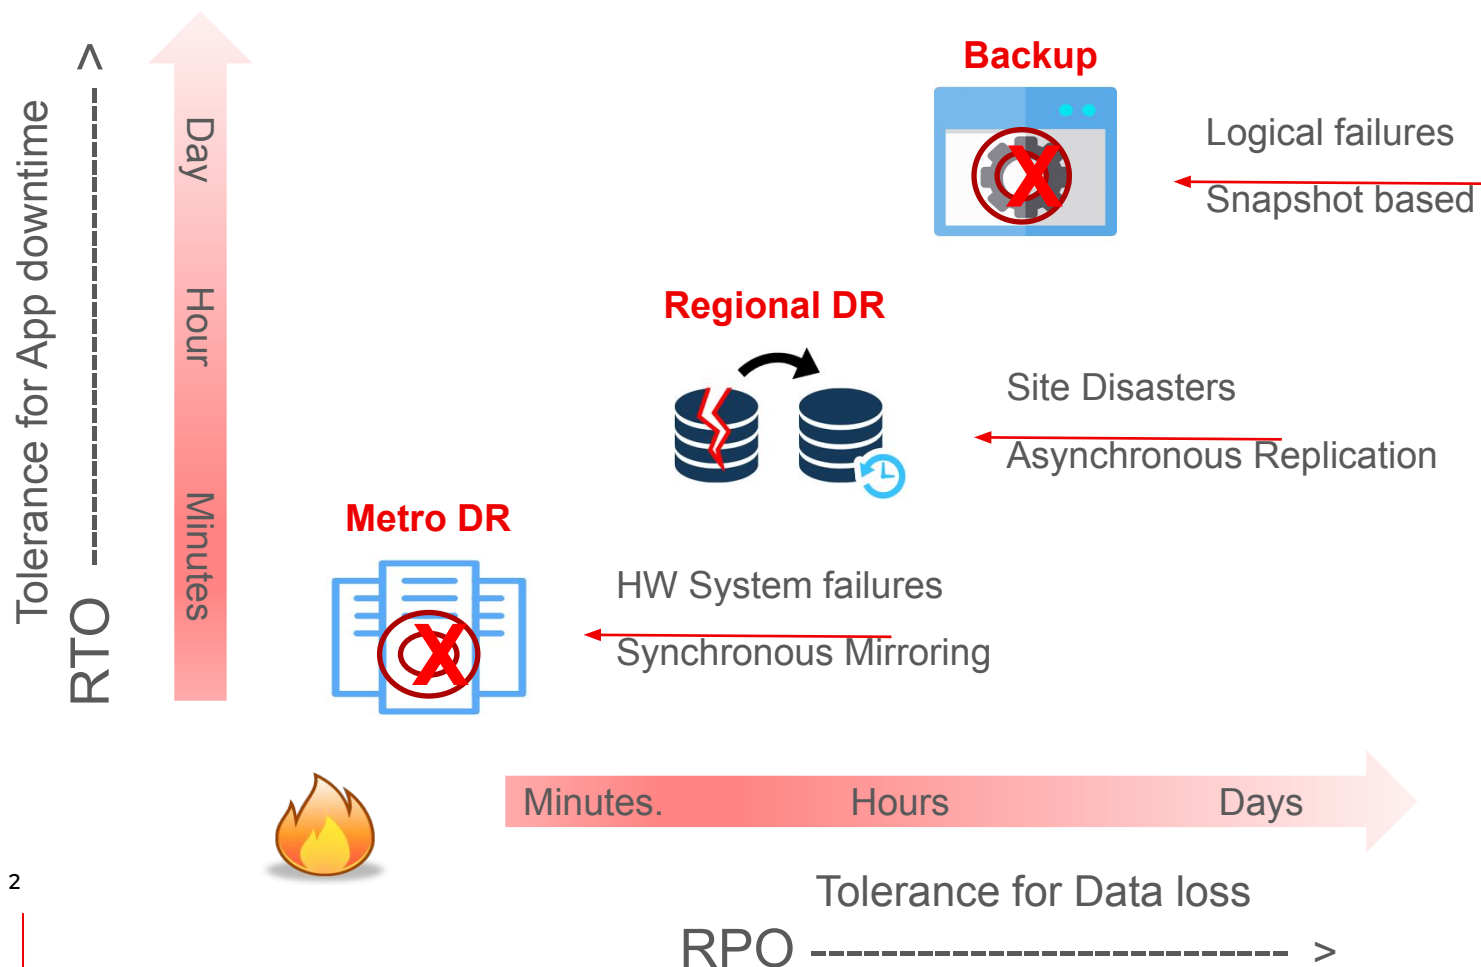 Backup
Logical failures
Snapshot based
Regional DR
Site Disasters
Asynchronous Replication
Metro DR
HW System failures
Synchronous Mirroring
Tolerance for App downtime
RTO ---------------------------- >
Day
Hour
Minutes
Minutes.
Hours
Days
Tolerance for Data loss
RPO --------------------------- >
X
X
2